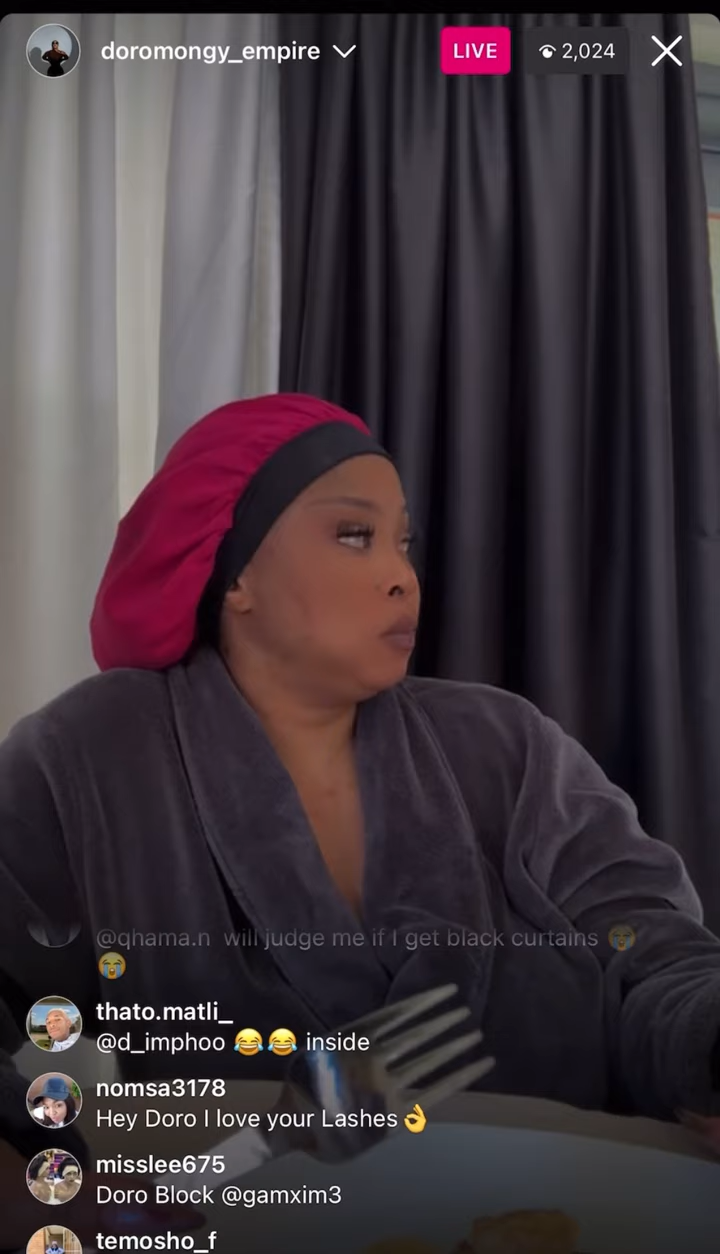 doromongy_empire
LIVE
2,024
@qhama.n will judge me if I get black curtains 😭
😭
thato.matli_
@d_imphoo 😂😂 inside
nomsa3178
Hey Doro I love your Lashes👌
misslee675
Doro Block @gamxim3
temosho_f